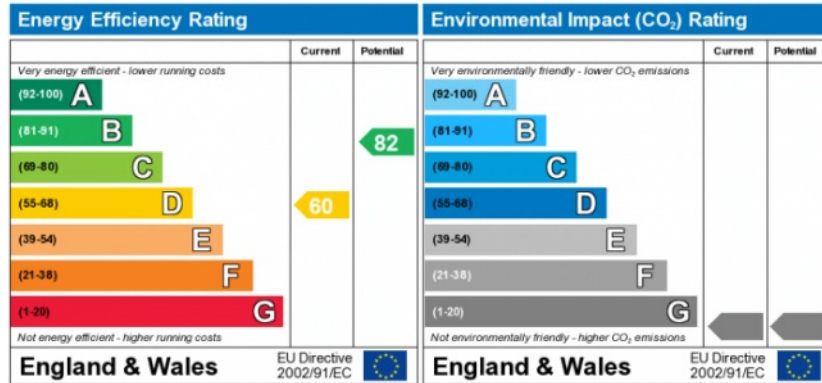 Energy Efficiency Rating
Current Potential
Very energy efficient - lower running costs
(92-100) A
(81-91) B
82
(69-80) C
(55-68) D
60
(39-54) E
(21-38) F
(1-20) G
Not energy efficient - higher running costs
England & Wales
EU Directive
2002/91/EC
Environmental Impact (CO₂) Rating
Current Potential
Very environmentally friendly - lower CO₂ emissions
(92-100) A
(81-91) B
(69-80) C
(55-68) D
(39-54) E
(21-38) F
(1-20) G
Not environmentally friendly - higher CO₂ emissions
England & Wales
EU Directive
2002/91/EC